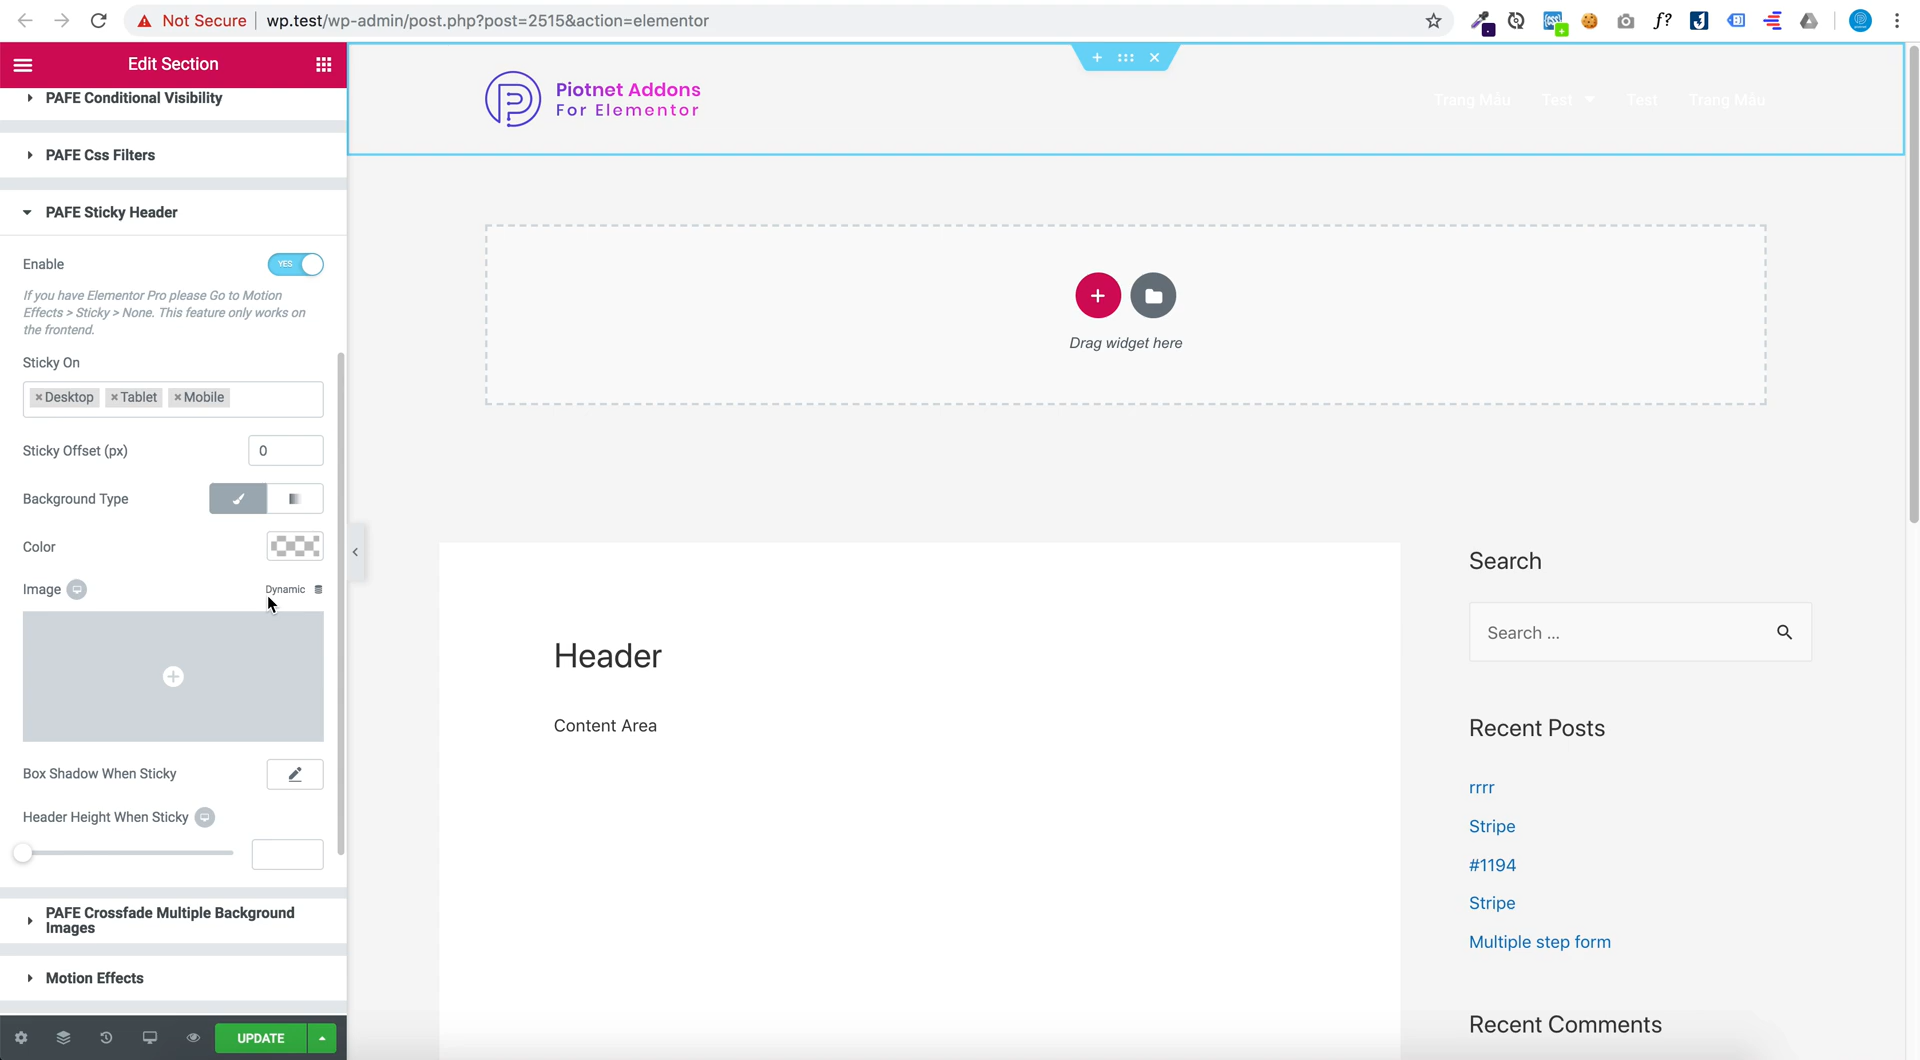 Not Secure
wp.test/wp-admin/post.php?post=2515&action=elementor
f?
Edit Section
PAFE Conditional Visibility
PAFE Css Filters
PAFE Sticky Header
Enable
YES
If you have Elementor Pro please Go to Motion
Effects > Sticky > None. This feature only works on
the frontend.
Sticky On
×Desktop ×Tablet ×Mobile
Sticky Offset (px)
0
Background Type
Color
Image
Dynamic
Box Shadow When Sticky
Header Height When Sticky
PAFE Crossfade Multiple Background
Images
Motion Effects
UPDATE
Piotnet Addons
For Elementor
Trang Mẫu Test Test Trang Mẫu
Drag widget here
Header
Content Area
Search
Search ...
Recent Posts
rrrr
Stripe
#1194
Stripe
Multiple step form
Recent Comments